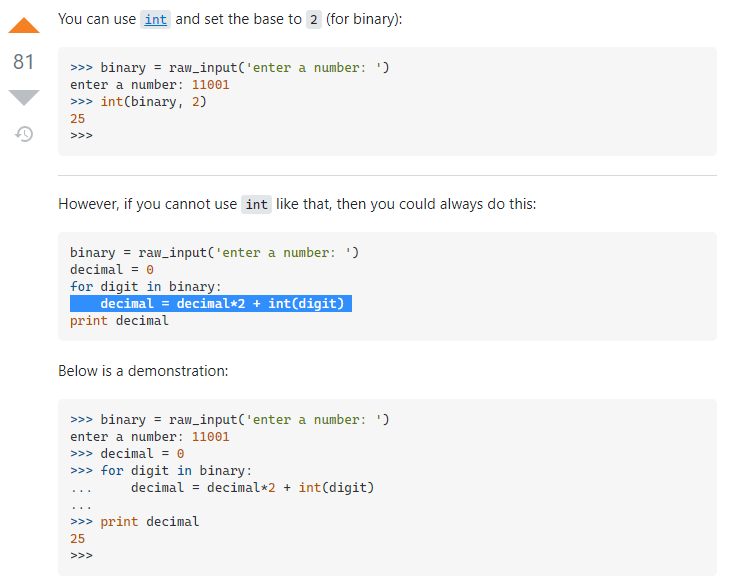 You can use int and set the base to 2 (for binary):
81
>>> binary = raw_input('enter a number: ')
enter a number: 11001
>>> int(binary, 2)
25
>>>
However, if you cannot use int like that, then you could always do this:
binary = raw_input('enter a number: ')
decimal = 0
for digit in binary:
    decimal = decimal*2 + int(digit)
print decimal
Below is a demonstration:
>>> binary = raw_input('enter a number: ')
enter a number: 11001
>>> decimal = 0
>>> for digit in binary:
...     decimal = decimal*2 + int(digit)
...
>>> print decimal
25
>>>